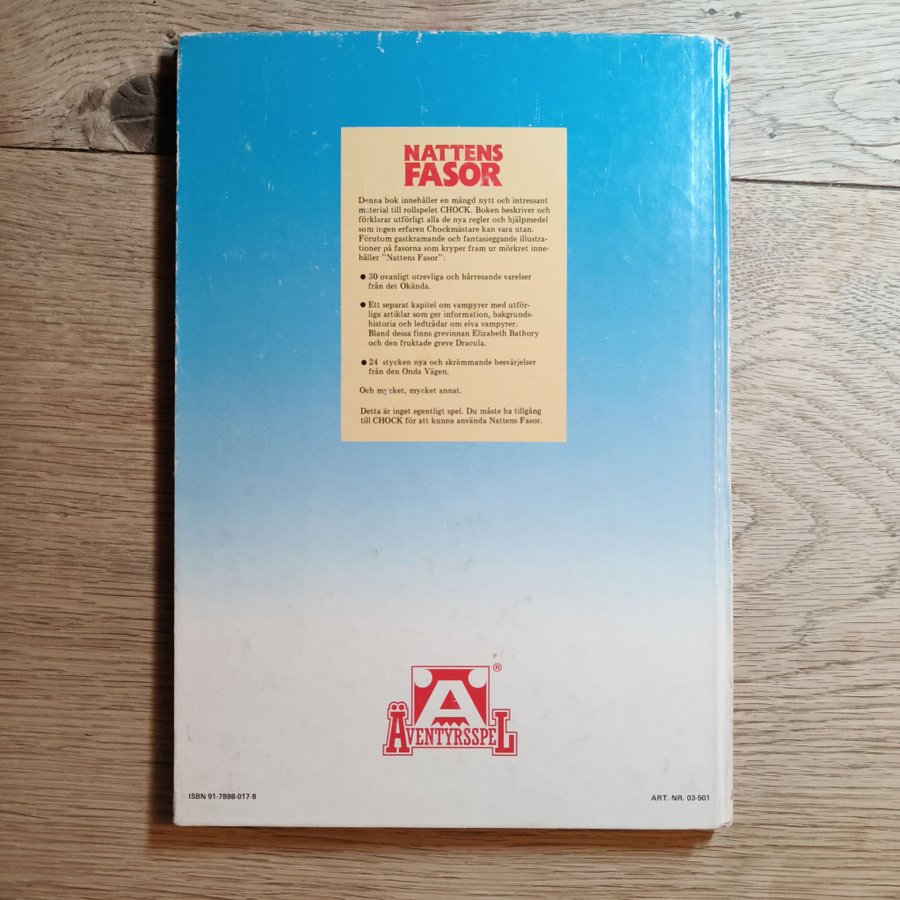 NATTENS
FASOR
Denna bok innehåller en mängd nytt och intressant
material till rollspelet CHOCK. Boken beskriver och
förklarar utförligt alla de nya regler och hjälpmedel
som ingen erfaren Chockmästare kan vara utan.
Förutom gastkramande och fantasieggande illustra-
tioner på fasorna som kryper fram ur mörkret inne-
håller "Nattens Fasor":
● 30 ovanligt otrevliga och hårresande varelser
från det Okända.
● Ett separat kapitel om vampyrer med utför-
liga artiklar som ger information, bakgrunds-
historia och ledtrådar om elva vampyrer.
Bland dessa finns grevinnan Elizabeth Bathory
och den fruktade greve Dracula.
● 24 stycken nya och skrämmande besvärjelser
från den Onda Vägen.
Och mycket, mycket annat.
Detta är inget egentligt spel. Du måste ha tillgång
till CHOCK för att kunna använda Nattens Fasor.
Ä ®
ÄVENTYRSSPEL
ISBN 91-7898-017-8
ART. NR. 03-501